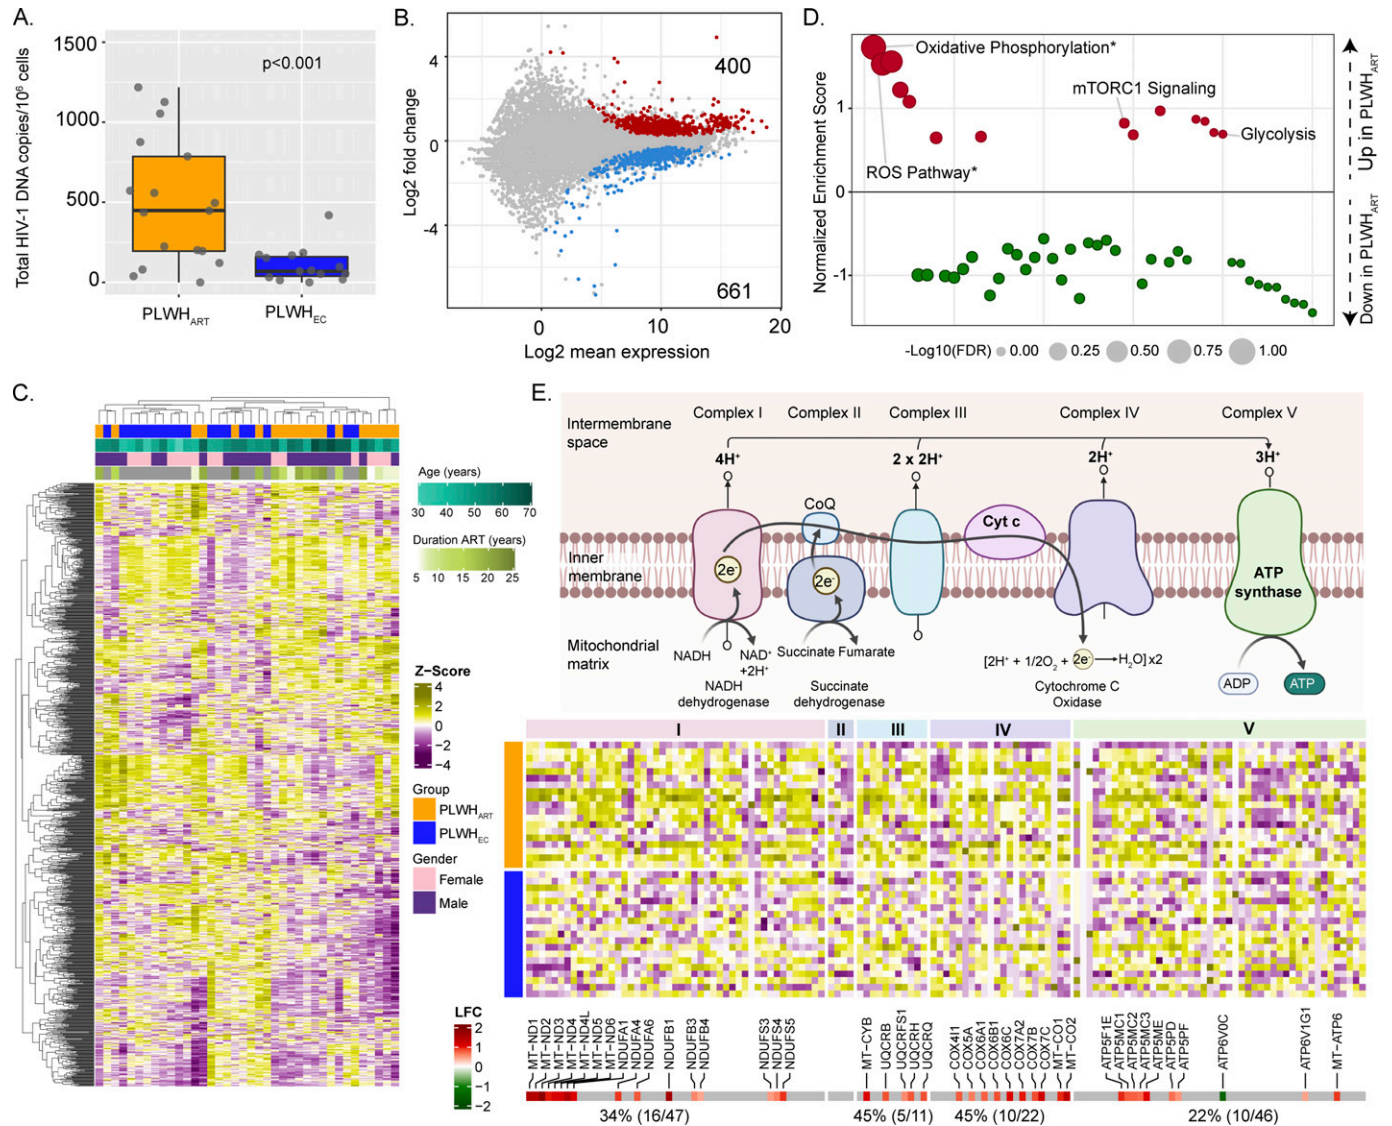 A.
Total HIV-1 DNA copies/10⁶ cells
1500
1000
500
0
p<0.001
PLWH_ART
PLWH_EC
B.
Log2 fold change
4
0
-4
400
661
0
10
20
Log2 mean expression
D.
Normalized Enrichment Score
1
0
-1
Oxidative Phosphorylation*
ROS Pathway*
mTORC1 Signaling
Glycolysis
Up in PLWH_ART
Down in PLWH_ART
-Log10(FDR) 0.00 0.25 0.50 0.75 1.00
C.
Age (years)
30 40 50 60 70
Duration ART (years)
5 10 15 20 25
Z-Score
4
2
0
−2
−4
Group
PLWH_ART
PLWH_EC
Gender
Female
Male
E.
Intermembrane
space
Complex I
Complex II
Complex III
Complex IV
Complex V
4H⁺
2 x 2H⁺
2H⁺
3H⁺
CoQ
Cyt c
2e⁻
2e⁻
Inner
membrane
ATP
synthase
Mitochondrial
matrix
NADH
NAD⁺
+2H⁺
Succinate Fumarate
[2H⁺ + 1/2O₂ + 2e⁻ H₂O] x2
NADH
dehydrogenase
Succinate
dehydrogenase
Cytochrome C
Oxidase
ADP
ATP
I
II
III
IV
V
LFC
2
1
0
−1
−2
MT−ND1
MT−ND2
MT−ND3
MT−ND4
MT−ND4L
MT−ND5
MT−ND6
NDUFA1
NDUFA4
NDUFA6
NDUFB1
NDUFB3
NDUFB4
NDUFS3
NDUFS4
NDUFS5
MT−CYB
UQCRB
UQCRFS1
UQCRH
UQCRQ
COX4I1
COX5A
COX6A1
COX6B1
COX6C
COX7A2
COX7B
COX7C
MT−CO1
MT−CO2
ATP5F1E
ATP5MC1
ATP5MC2
ATP5MC3
ATP5ME
ATP5PD
ATP5PF
ATP6V0C
ATP6V1G1
MT−ATP6
34% (16/47)
45% (5/11)
45% (10/22)
22% (10/46)